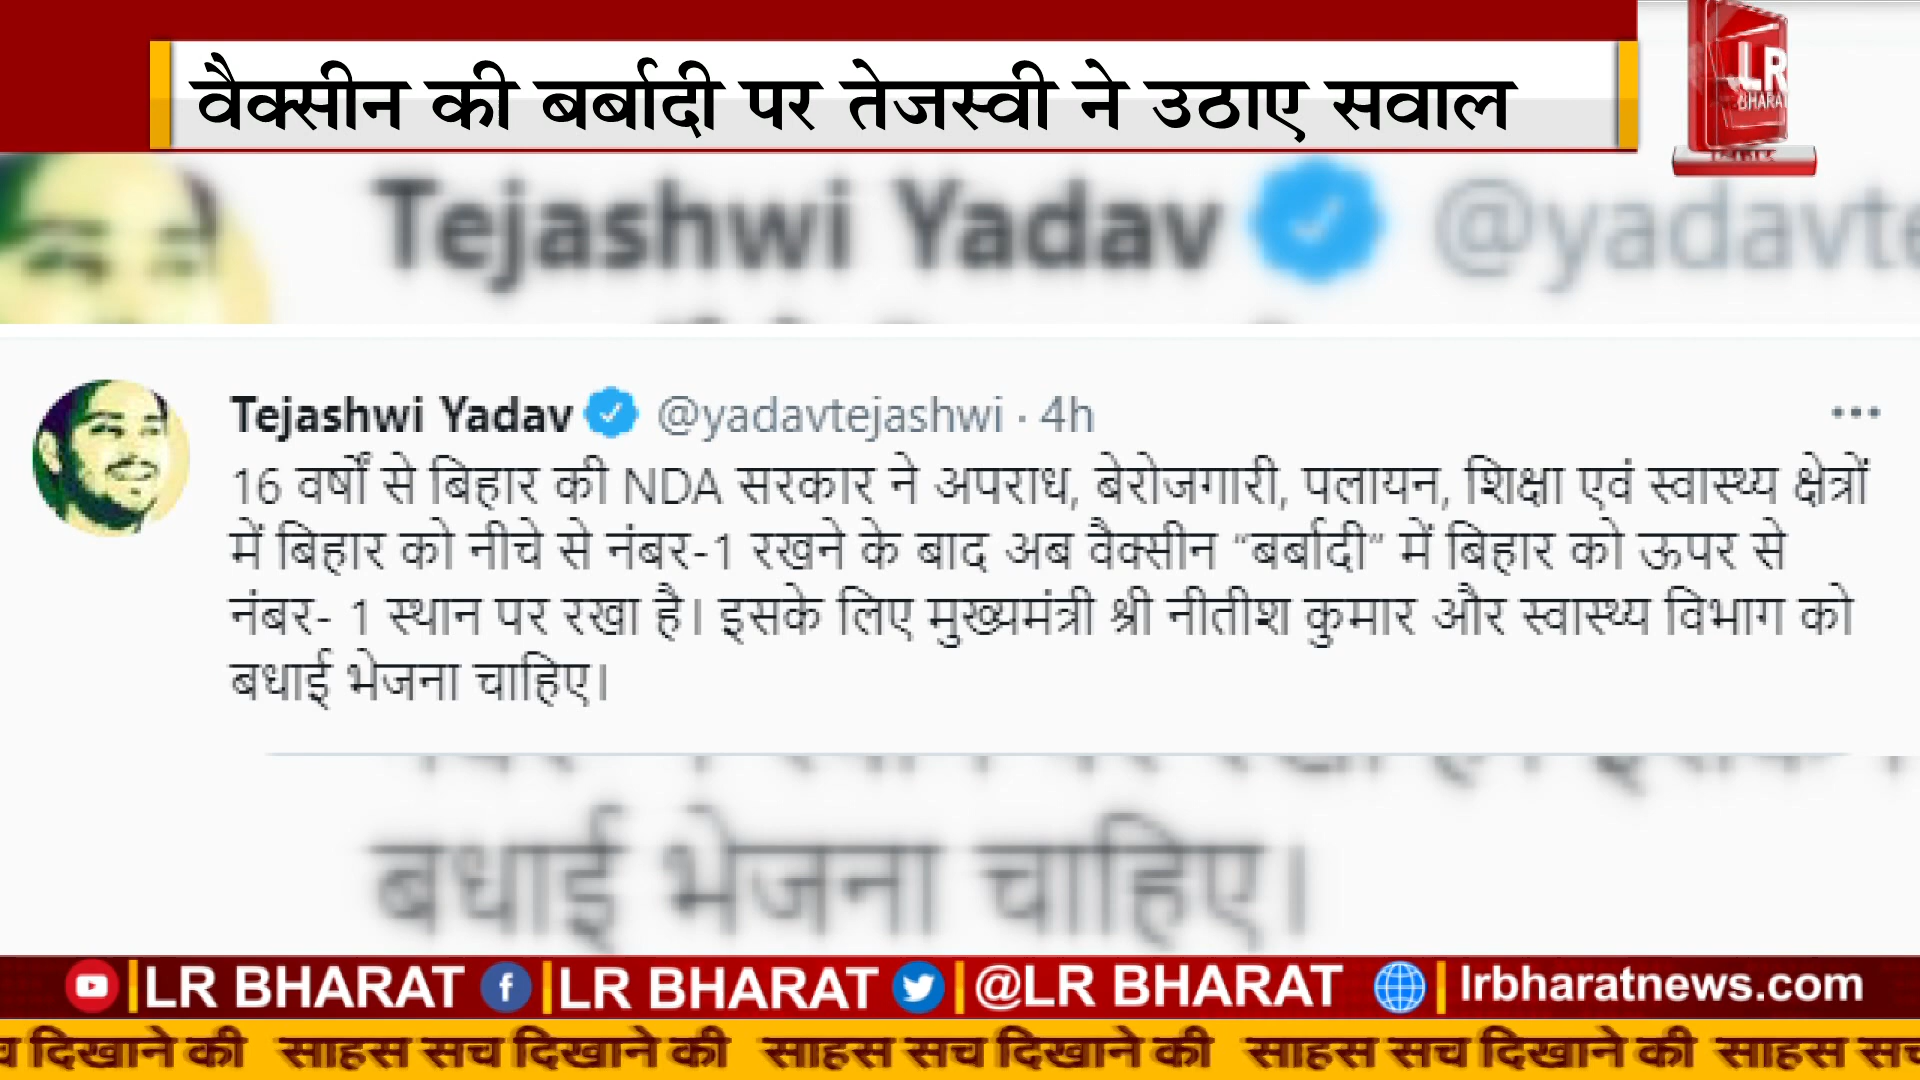 वैक्सीन की बर्बादी पर तेजस्वी ने उठाए सवाल
LR
BHARAT
बिहार
Tejashwi Yadav @yadavte
Tejashwi Yadav @yadavtejashwi · 4h
16 वर्षों से बिहार की NDA सरकार ने अपराध, बेरोजगारी, पलायन, शिक्षा एवं स्वास्थ्य क्षेत्रों
में बिहार को नीचे से नंबर-1 रखने के बाद अब वैक्सीन “बर्बादी” में बिहार को ऊपर से
नंबर- 1 स्थान पर रखा है। इसके लिए मुख्यमंत्री श्री नीतीश कुमार और स्वास्थ्य विभाग को
बधाई भेजना चाहिए।
बधाई भेजना चाहिए।
LR BHARAT LR BHARAT @LR BHARAT lrbharatnews.com
च दिखाने की साहस सच दिखाने की साहस सच दिखाने की साहस सच दिखाने की साहस सच